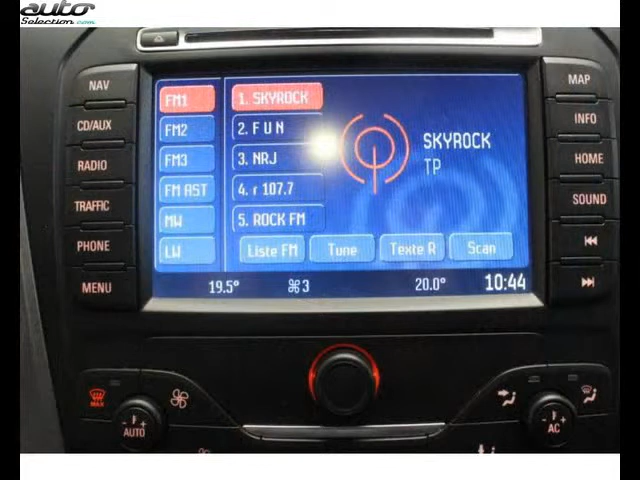 auto
Selection.com
NAV
CD/AUX
RADIO
TRAFFIC
PHONE
MENU
FM1
FM2
FM3
FM AST
MW
LW
1. SKYROCK
2. F U N
3. NRJ
4. r 107.7
5. ROCK FM
SKYROCK
TP
Liste FM
Tune
Texte R
Scan
19.5°
3
20.0°
10:44
MAP
INFO
HOME
SOUND
MAX
- +
AUTO
- +
AC